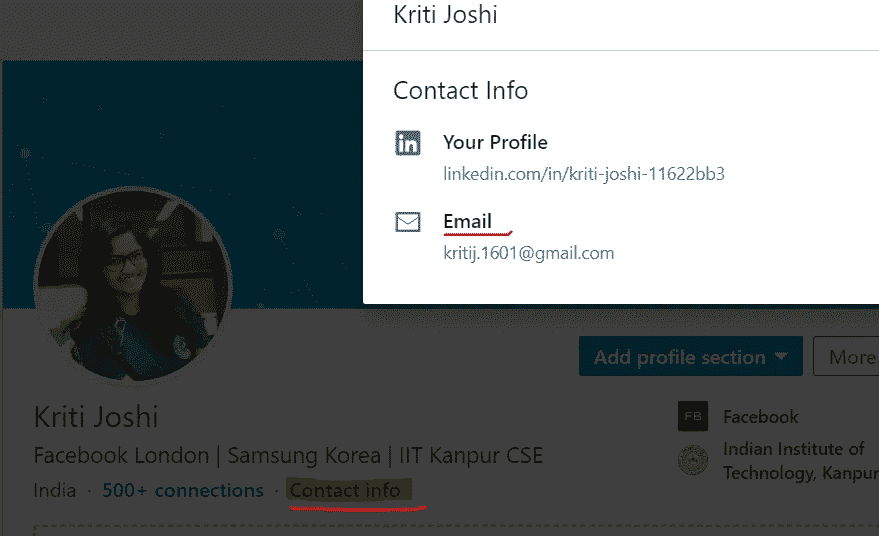 Kriti Joshi
Contact Info
Your Profile
linkedin.com/in/kriti-joshi-11622bb3
Email
kritij.1601@gmail.com
Add profile section
More
Kriti Joshi
Facebook London | Samsung Korea | IIT Kanpur CSE
India · 500+ connections · Contact info
FB Facebook
Indian Institute of
Technology, Kanpur